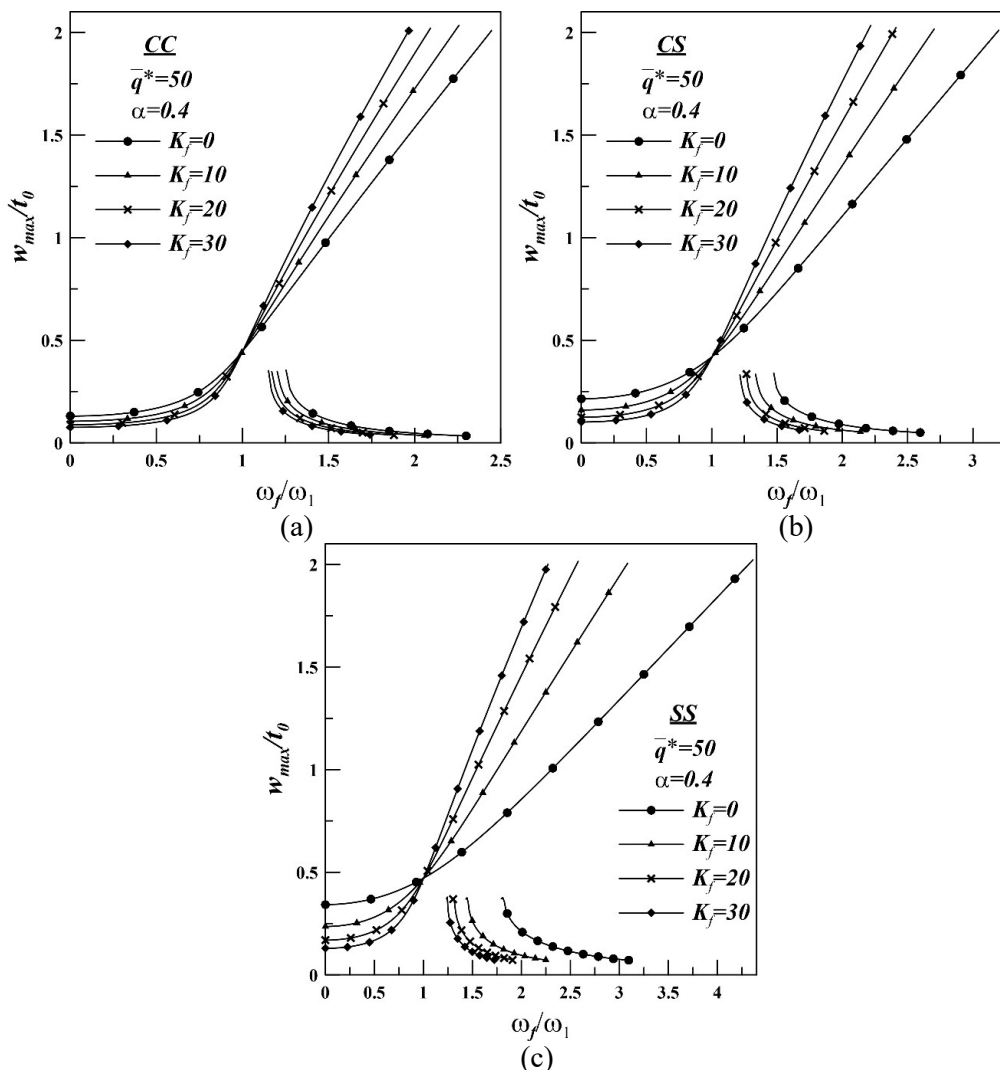 2
1.5
1
0.5
0
w_max/t_0
CC
q̄*=50
α=0.4
K_f=0
K_f=10
K_f=20
K_f=30
0 0.5 1 1.5 2 2.5
ω_f/ω_1
(a)
2
1.5
1
0.5
0
w_max/t_0
CS
q̄*=50
α=0.4
K_f=0
K_f=10
K_f=20
K_f=30
0 0.5 1 1.5 2 2.5 3
ω_f/ω_1
(b)
2
1.5
1
0.5
0
w_max/t_0
SS
q̄*=50
α=0.4
K_f=0
K_f=10
K_f=20
K_f=30
0 0.5 1 1.5 2 2.5 3 3.5 4
ω_f/ω_1
(c)